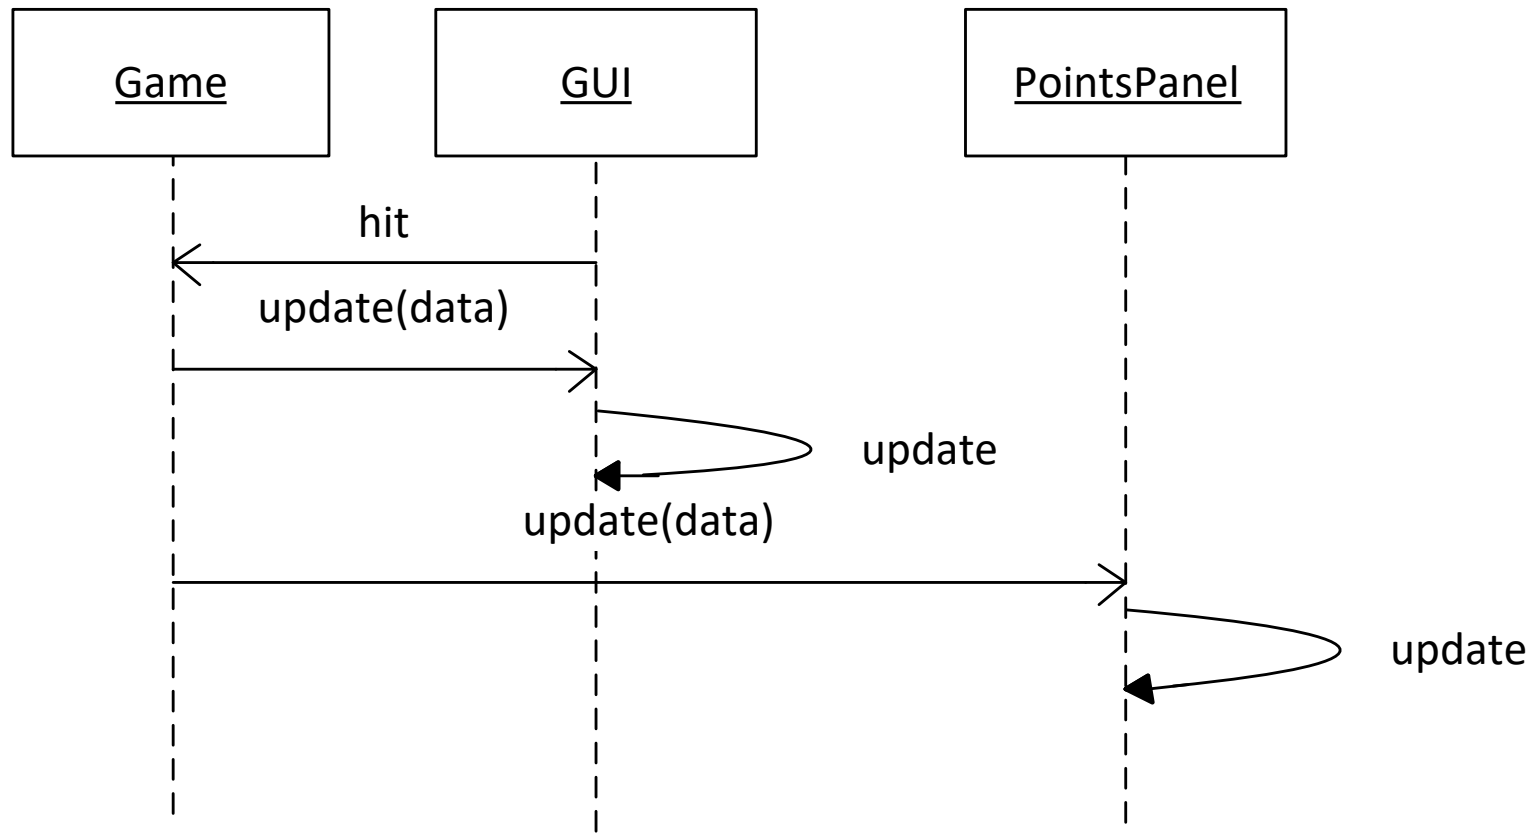 Game
GUI
PointsPanel
hit
update(data)
update
update(data)
update